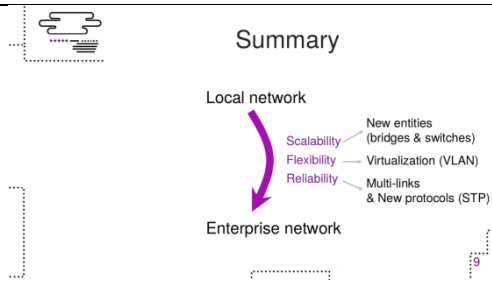 Summary
Local network
Scalability
New entities
(bridges & switches)
Flexibility
Virtualization (VLAN)
Reliability
Multi-links
& New protocols (STP)
Enterprise network
9